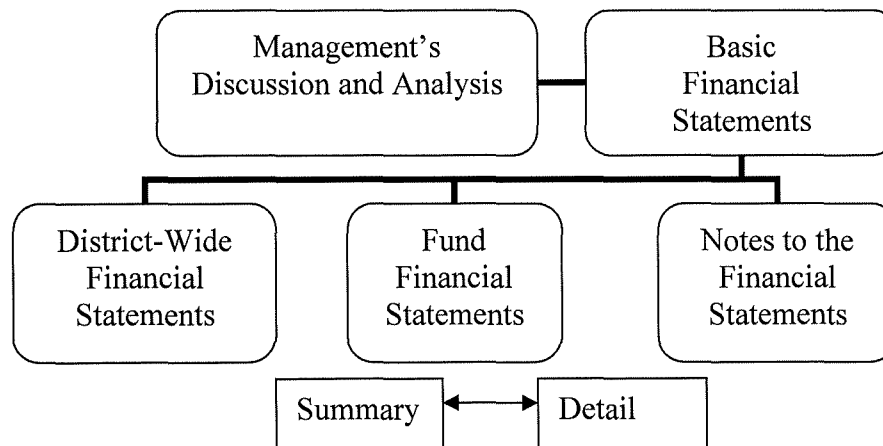 Management’s
Discussion and Analysis
Basic
Financial
Statements
District-Wide
Financial
Statements
Fund
Financial
Statements
Notes to the
Financial
Statements
Summary
Detail